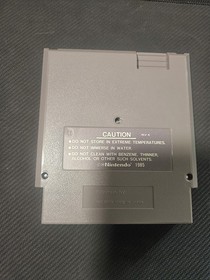 CAUTION
●DO NOT STORE IN EXTREME TEMPERATURES.
●DO NOT IMMERSE IN WATER.
●DO NOT CLEAN WITH BENZENE, THINNER,
ALCOHOL OR OTHER SUCH SOLVENTS.
Nintendo 1985